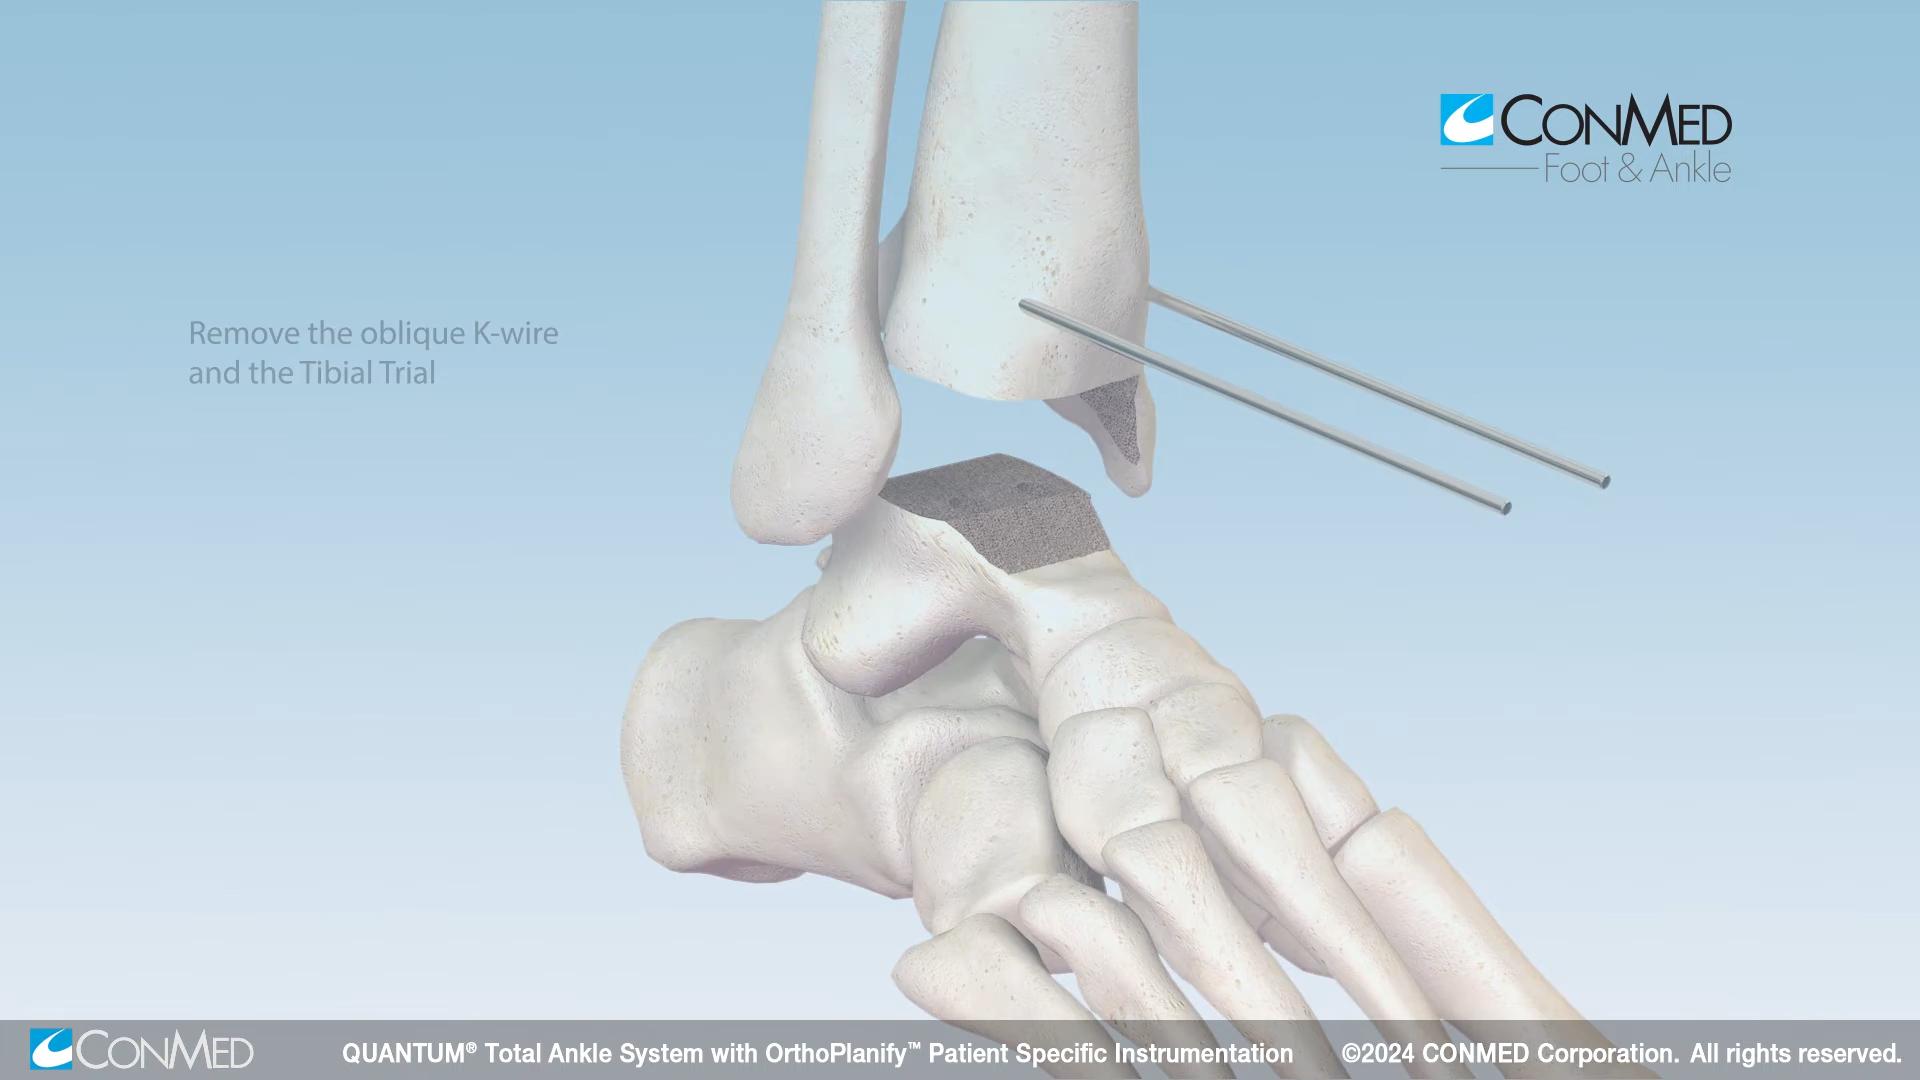 CONMED
Foot & Ankle
Remove the oblique K-wire
and the Tibial Trial
CONMED
QUANTUM® Total Ankle System with OrthoPlanify™ Patient Specific Instrumentation
©2024 CONMED Corporation. All rights reserved.